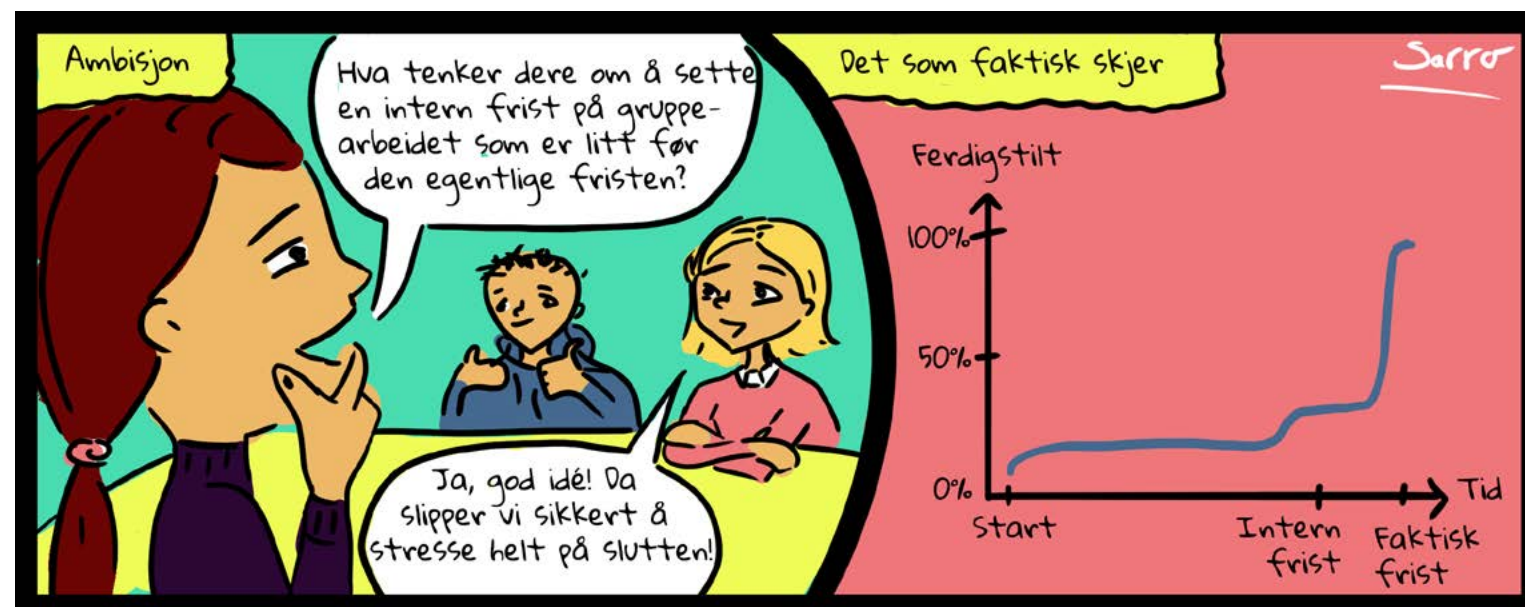 Ambisjon
Hva tenker dere om å sette
en intern frist på gruppe-
arbeidet som er litt før
den egentlige fristen?
Ja, god idé! Da
slipper vi sikkert å
stresse helt på slutten!
Det som faktisk skjer
Sarro
Ferdigstilt
100%
50%
0%
Start
Intern
frist
Faktisk
frist
Tid